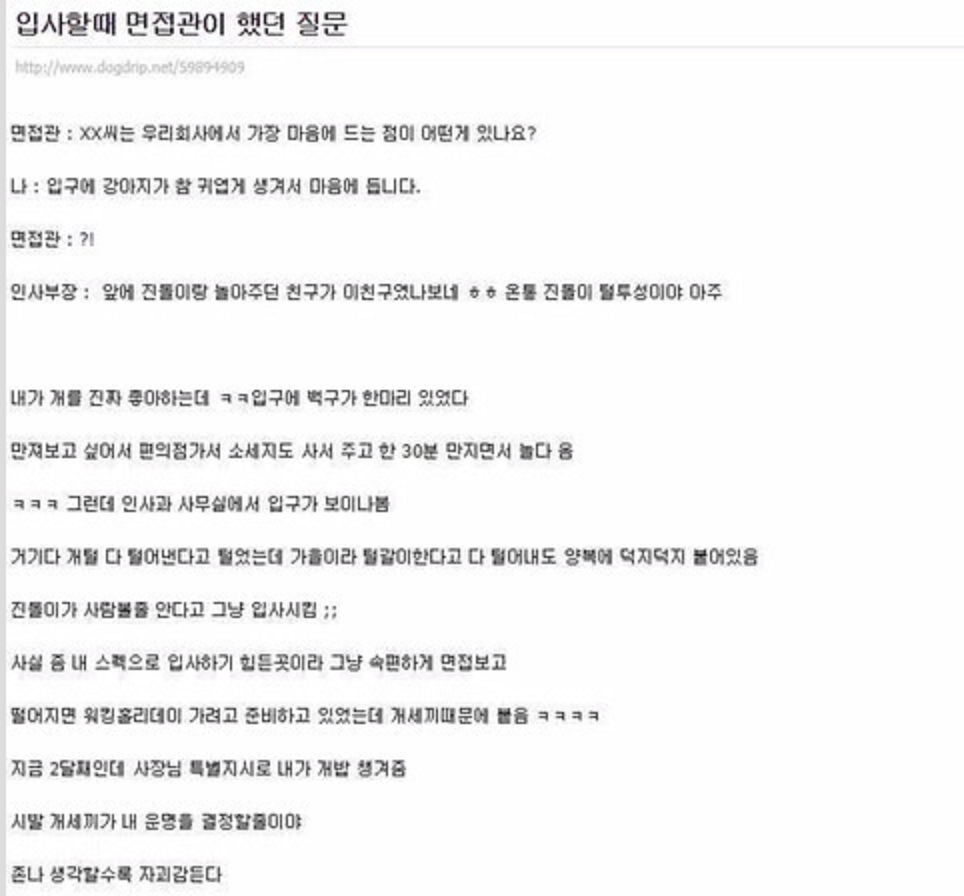 입사할때 면접관이 했던 질문
http://www.dogdrip.net/59894909
면접관 : XX씨는 우리회사에서 가장 마음에 드는 점이 어떤게 있나요?
나 : 입구에 강아지가 참 귀엽게 생겨서 마음에 듭니다.
면접관 : ?!
인사부장 : 앞에 진돌이랑 놀아주던 친구가 이친구였나보네 ㅎㅎ 온통 진돌이 털투성이야 아주
내가 개를 진짜 좋아하는데 ㅋㅋ입구에 백구가 한마리 있었다
만져보고 싶어서 편의점가서 소세지도 사서 주고 한 30분 만지면서 놀다 옴
ㅋㅋㅋ 그런데 인사과 사무실에서 입구가 보이나봄
거기다 개털 다 털어낸다고 털었는데 가을이라 털갈이한다고 다 털어내도 양복에 덕지덕지 붙어있음
진돌이가 사람볼줄 안다고 그냥 입사시킴 ;;
사실 좀 내 스펙으로 입사하기 힘든곳이라 그냥 속편하게 면접보고
떨어지면 워킹홀리데이 가려고 준비하고 있었는데 개세끼때문에 붙음 ㅋㅋㅋㅋ
지금 2달째인데 사장님 특별지시로 내가 개밥 챙겨줌
시발 개세끼가 내 운명을 결정할줄이야
존나 생각할수록 자괴감든다